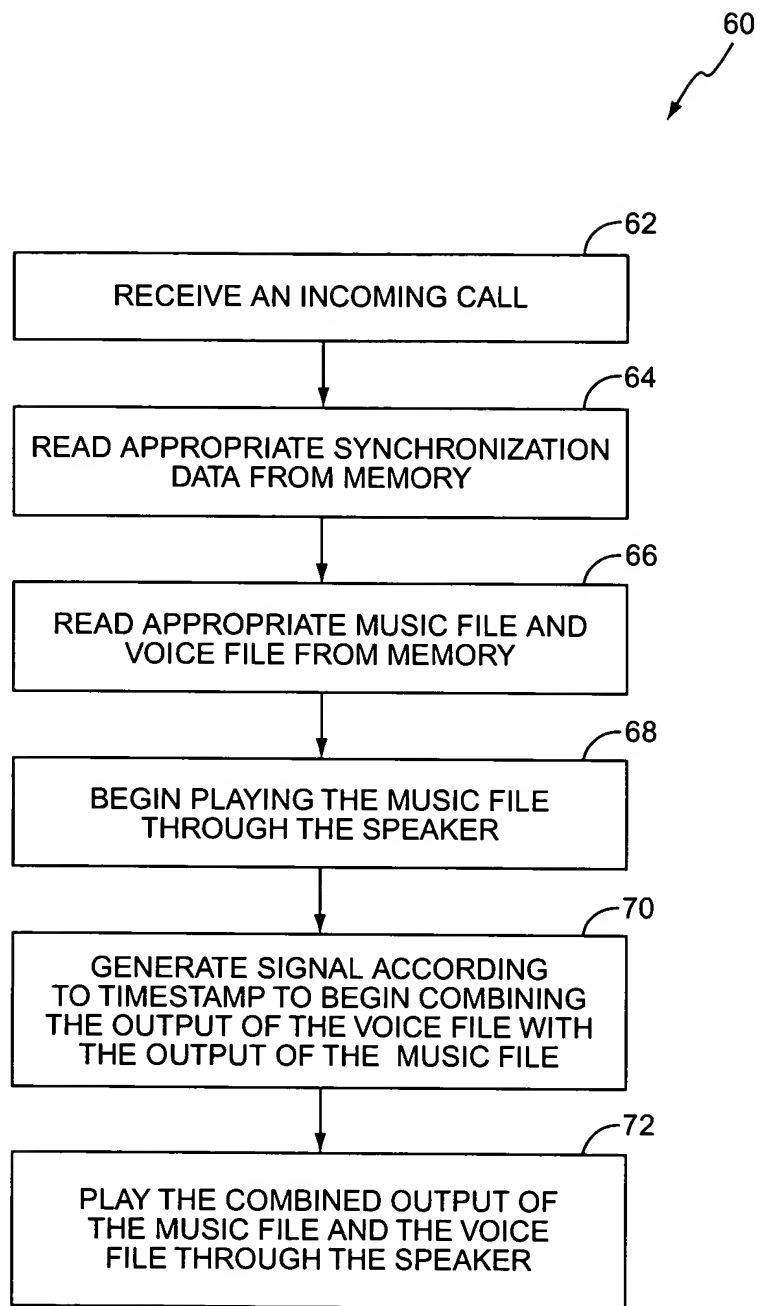 60
62
RECEIVE AN INCOMING CALL
64
READ APPROPRIATE SYNCHRONIZATION
DATA FROM MEMORY
66
READ APPROPRIATE MUSIC FILE AND
VOICE FILE FROM MEMORY
68
BEGIN PLAYING THE MUSIC FILE
THROUGH THE SPEAKER
70
GENERATE SIGNAL ACCORDING
TO TIMESTAMP TO BEGIN COMBINING
THE OUTPUT OF THE VOICE FILE WITH
THE OUTPUT OF THE MUSIC FILE
72
PLAY THE COMBINED OUTPUT OF
THE MUSIC FILE AND THE VOICE
FILE THROUGH THE SPEAKER